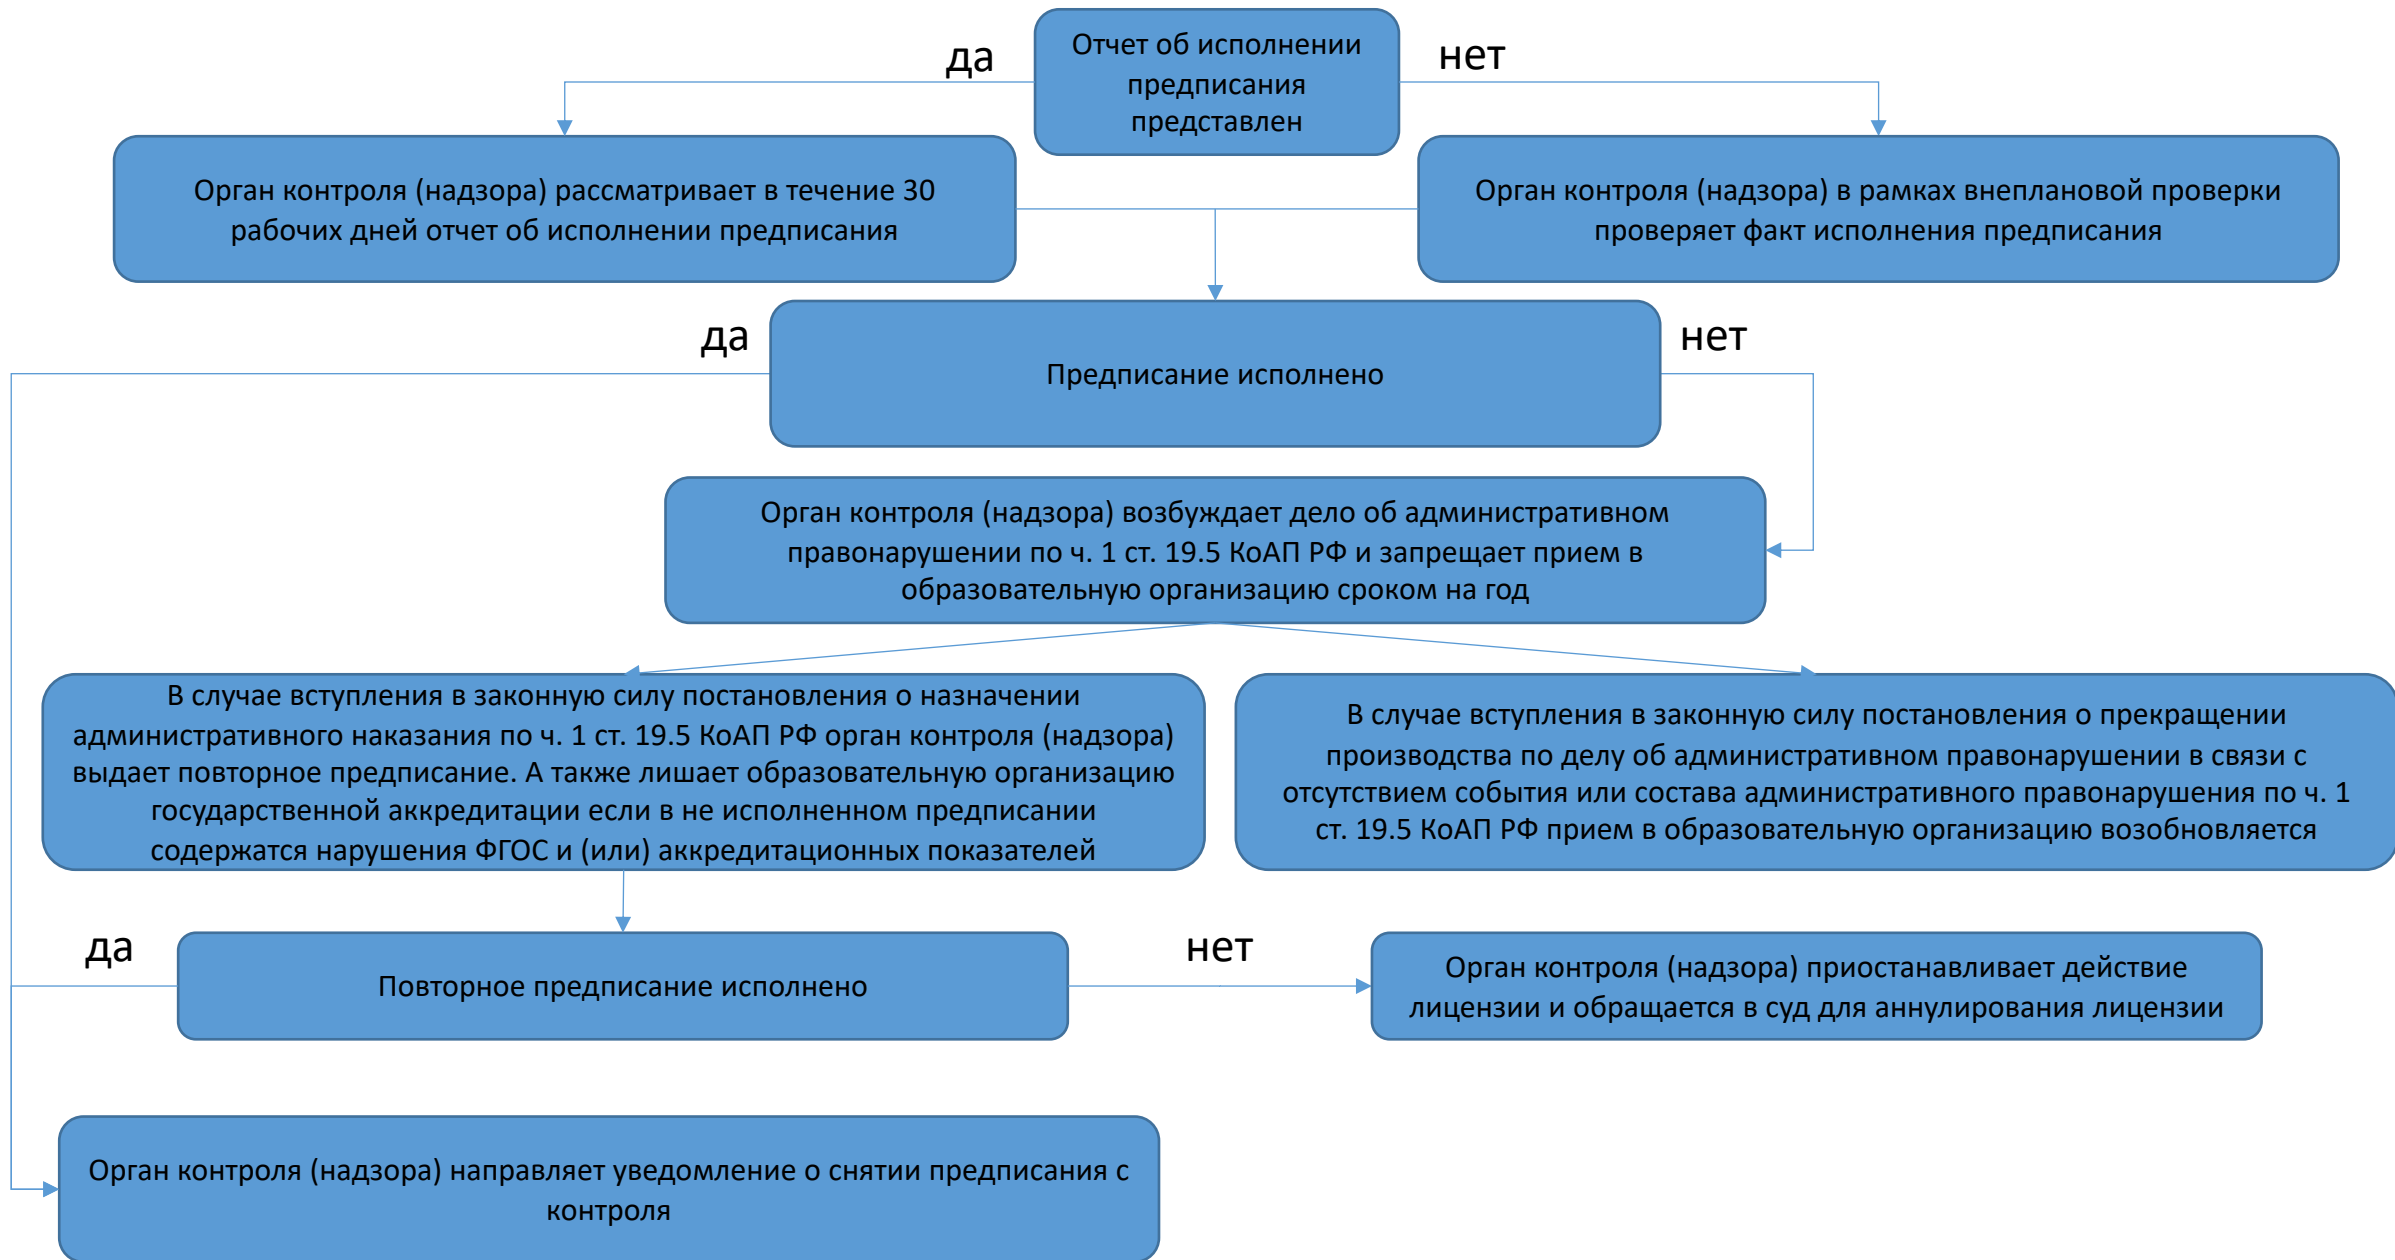 да
Отчет об исполнении
предписания
представлен
нет
Орган контроля (надзора) рассматривает в течение 30
рабочих дней отчет об исполнении предписания
Орган контроля (надзора) в рамках внеплановой проверки
проверяет факт исполнения предписания
да
Предписание исполнено
нет
Орган контроля (надзора) возбуждает дело об административном
правонарушении по ч. 1 ст. 19.5 КоАП РФ и запрещает прием в
образовательную организацию сроком на год
В случае вступления в законную силу постановления о назначении
административного наказания по ч. 1 ст. 19.5 КоАП РФ орган контроля (надзора)
выдает повторное предписание. А также лишает образовательную организацию
государственной аккредитации если в не исполненном предписании
содержатся нарушения ФГОС и (или) аккредитационных показателей
В случае вступления в законную силу постановления о прекращении
производства по делу об административном правонарушении в связи с
отсутствием события или состава административного правонарушения по ч. 1
ст. 19.5 КоАП РФ прием в образовательную организацию возобновляется
да
Повторное предписание исполнено
нет
Орган контроля (надзора) приостанавливает действие
лицензии и обращается в суд для аннулирования лицензии
Орган контроля (надзора) направляет уведомление о снятии предписания с
контроля